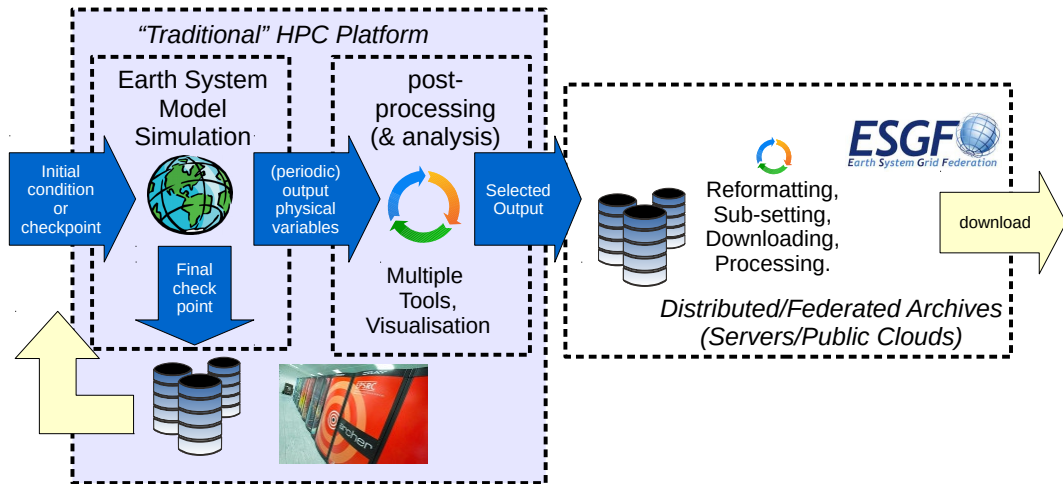 “Traditional” HPC Platform
Earth System
Model
Simulation
post-
processing
(& analysis)
Initial
condition
or
checkpoint
(periodic)
output
physical
variables
Selected
Output
Final
check
point
Multiple
Tools,
Visualisation
EPSRC
archer
ESGF
Earth System Grid Federation
Reformatting,
Sub-setting,
Downloading,
Processing.
download
Distributed/Federated Archives
(Servers/Public Clouds)